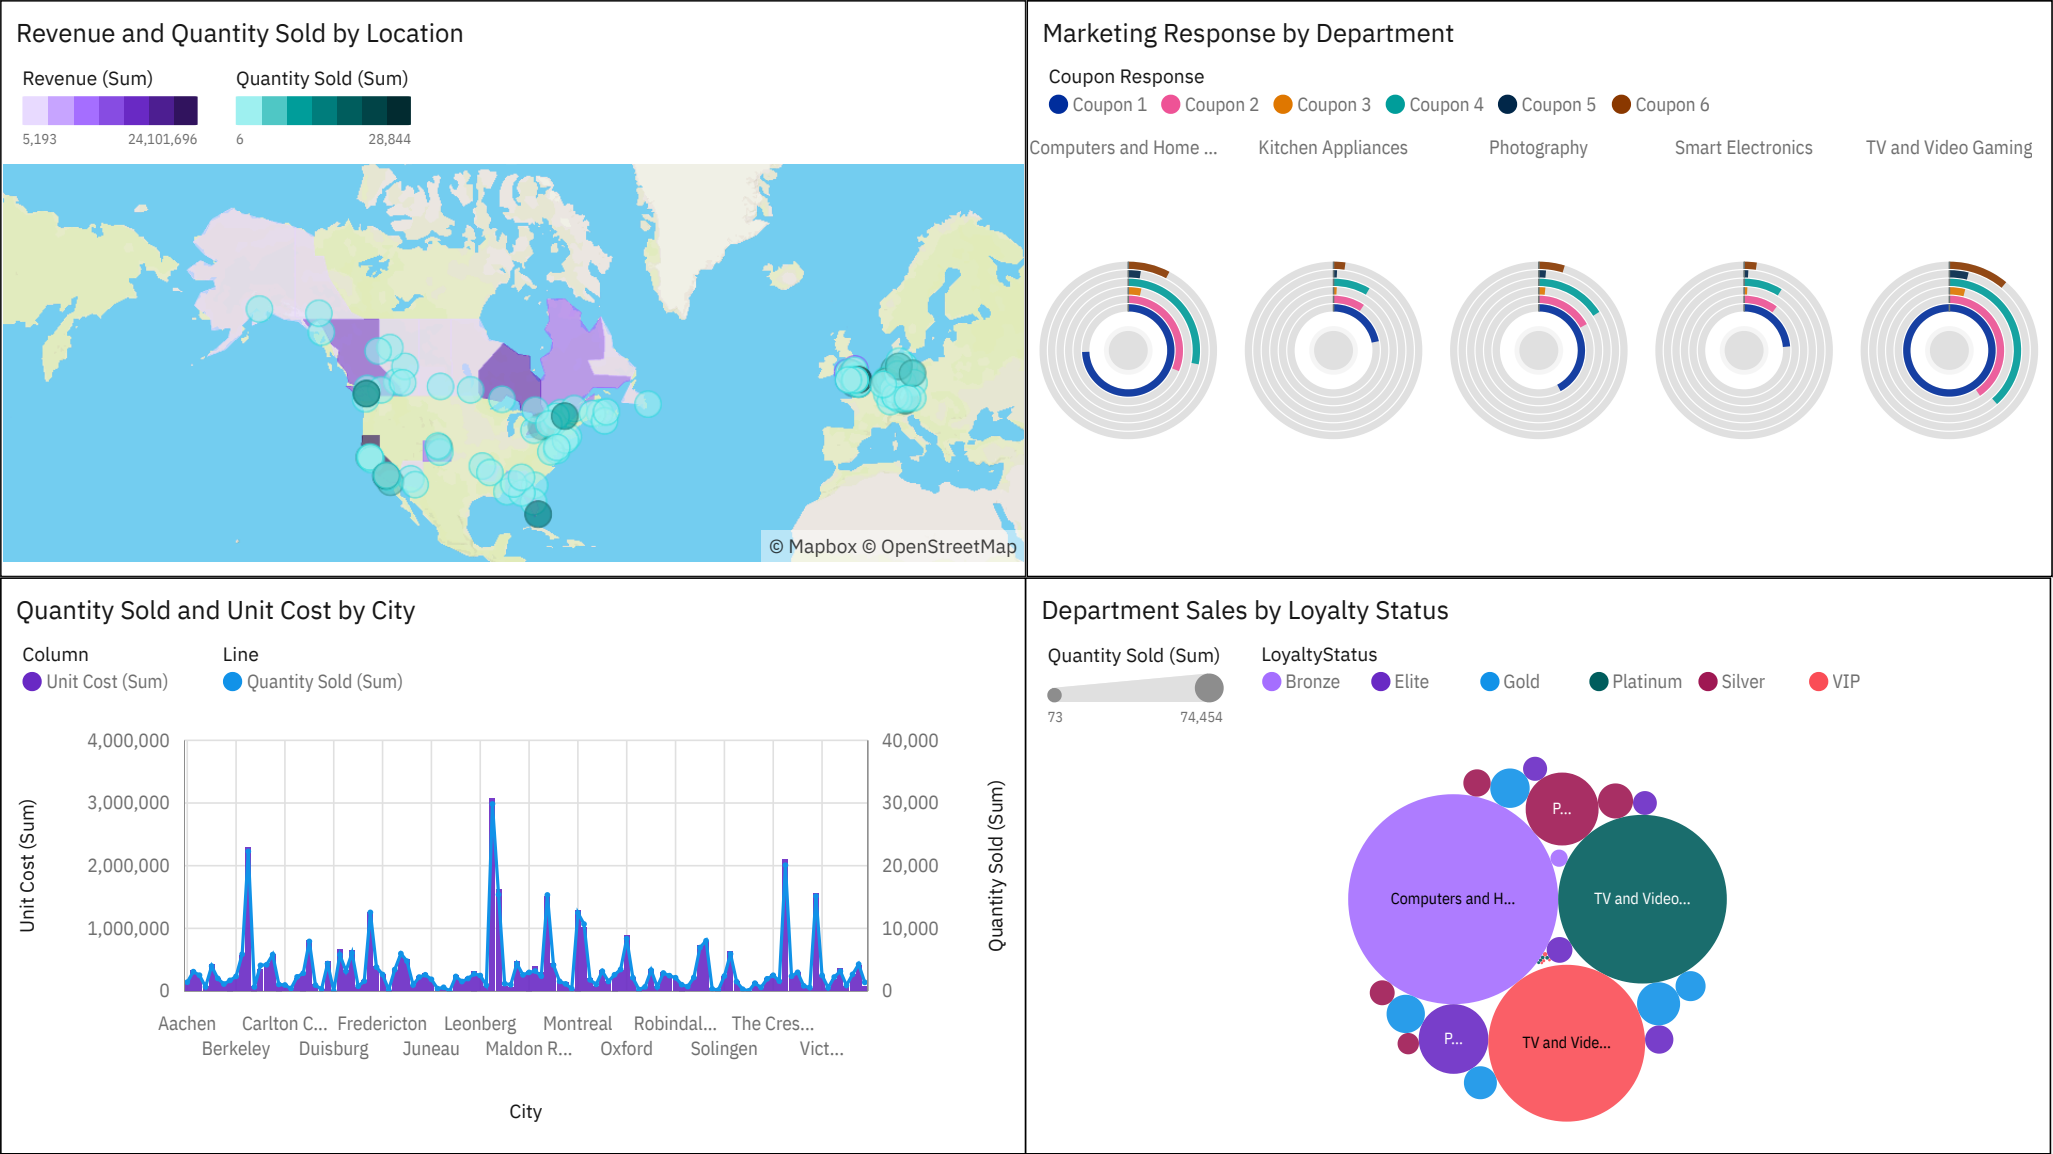 Revenue and Quantity Sold by Location
Revenue (Sum)
Quantity Sold (Sum)
5,193
24,101,696
6
28,844
© Mapbox © OpenStreetMap
Marketing Response by Department
Coupon Response
Coupon 1
Coupon 2
Coupon 3
Coupon 4
Coupon 5
Coupon 6
Computers and Home ...
Kitchen Appliances
Photography
Smart Electronics
TV and Video Gaming
Quantity Sold and Unit Cost by City
Column
Line
Unit Cost (Sum)
Quantity Sold (Sum)
Unit Cost (Sum)
4,000,000
3,000,000
2,000,000
1,000,000
0
40,000
30,000
20,000
10,000
0
Quantity Sold (Sum)
Aachen
Carlton C...
Fredericton
Leonberg
Montreal
Robindal...
The Cres...
Berkeley
Duisburg
Juneau
Maldon R...
Oxford
Solingen
Vict...
City
Department Sales by Loyalty Status
Quantity Sold (Sum)
73
74,454
LoyaltyStatus
Bronze
Elite
Gold
Platinum
Silver
VIP
P...
Computers and H...
TV and Video...
P...
TV and Vide...